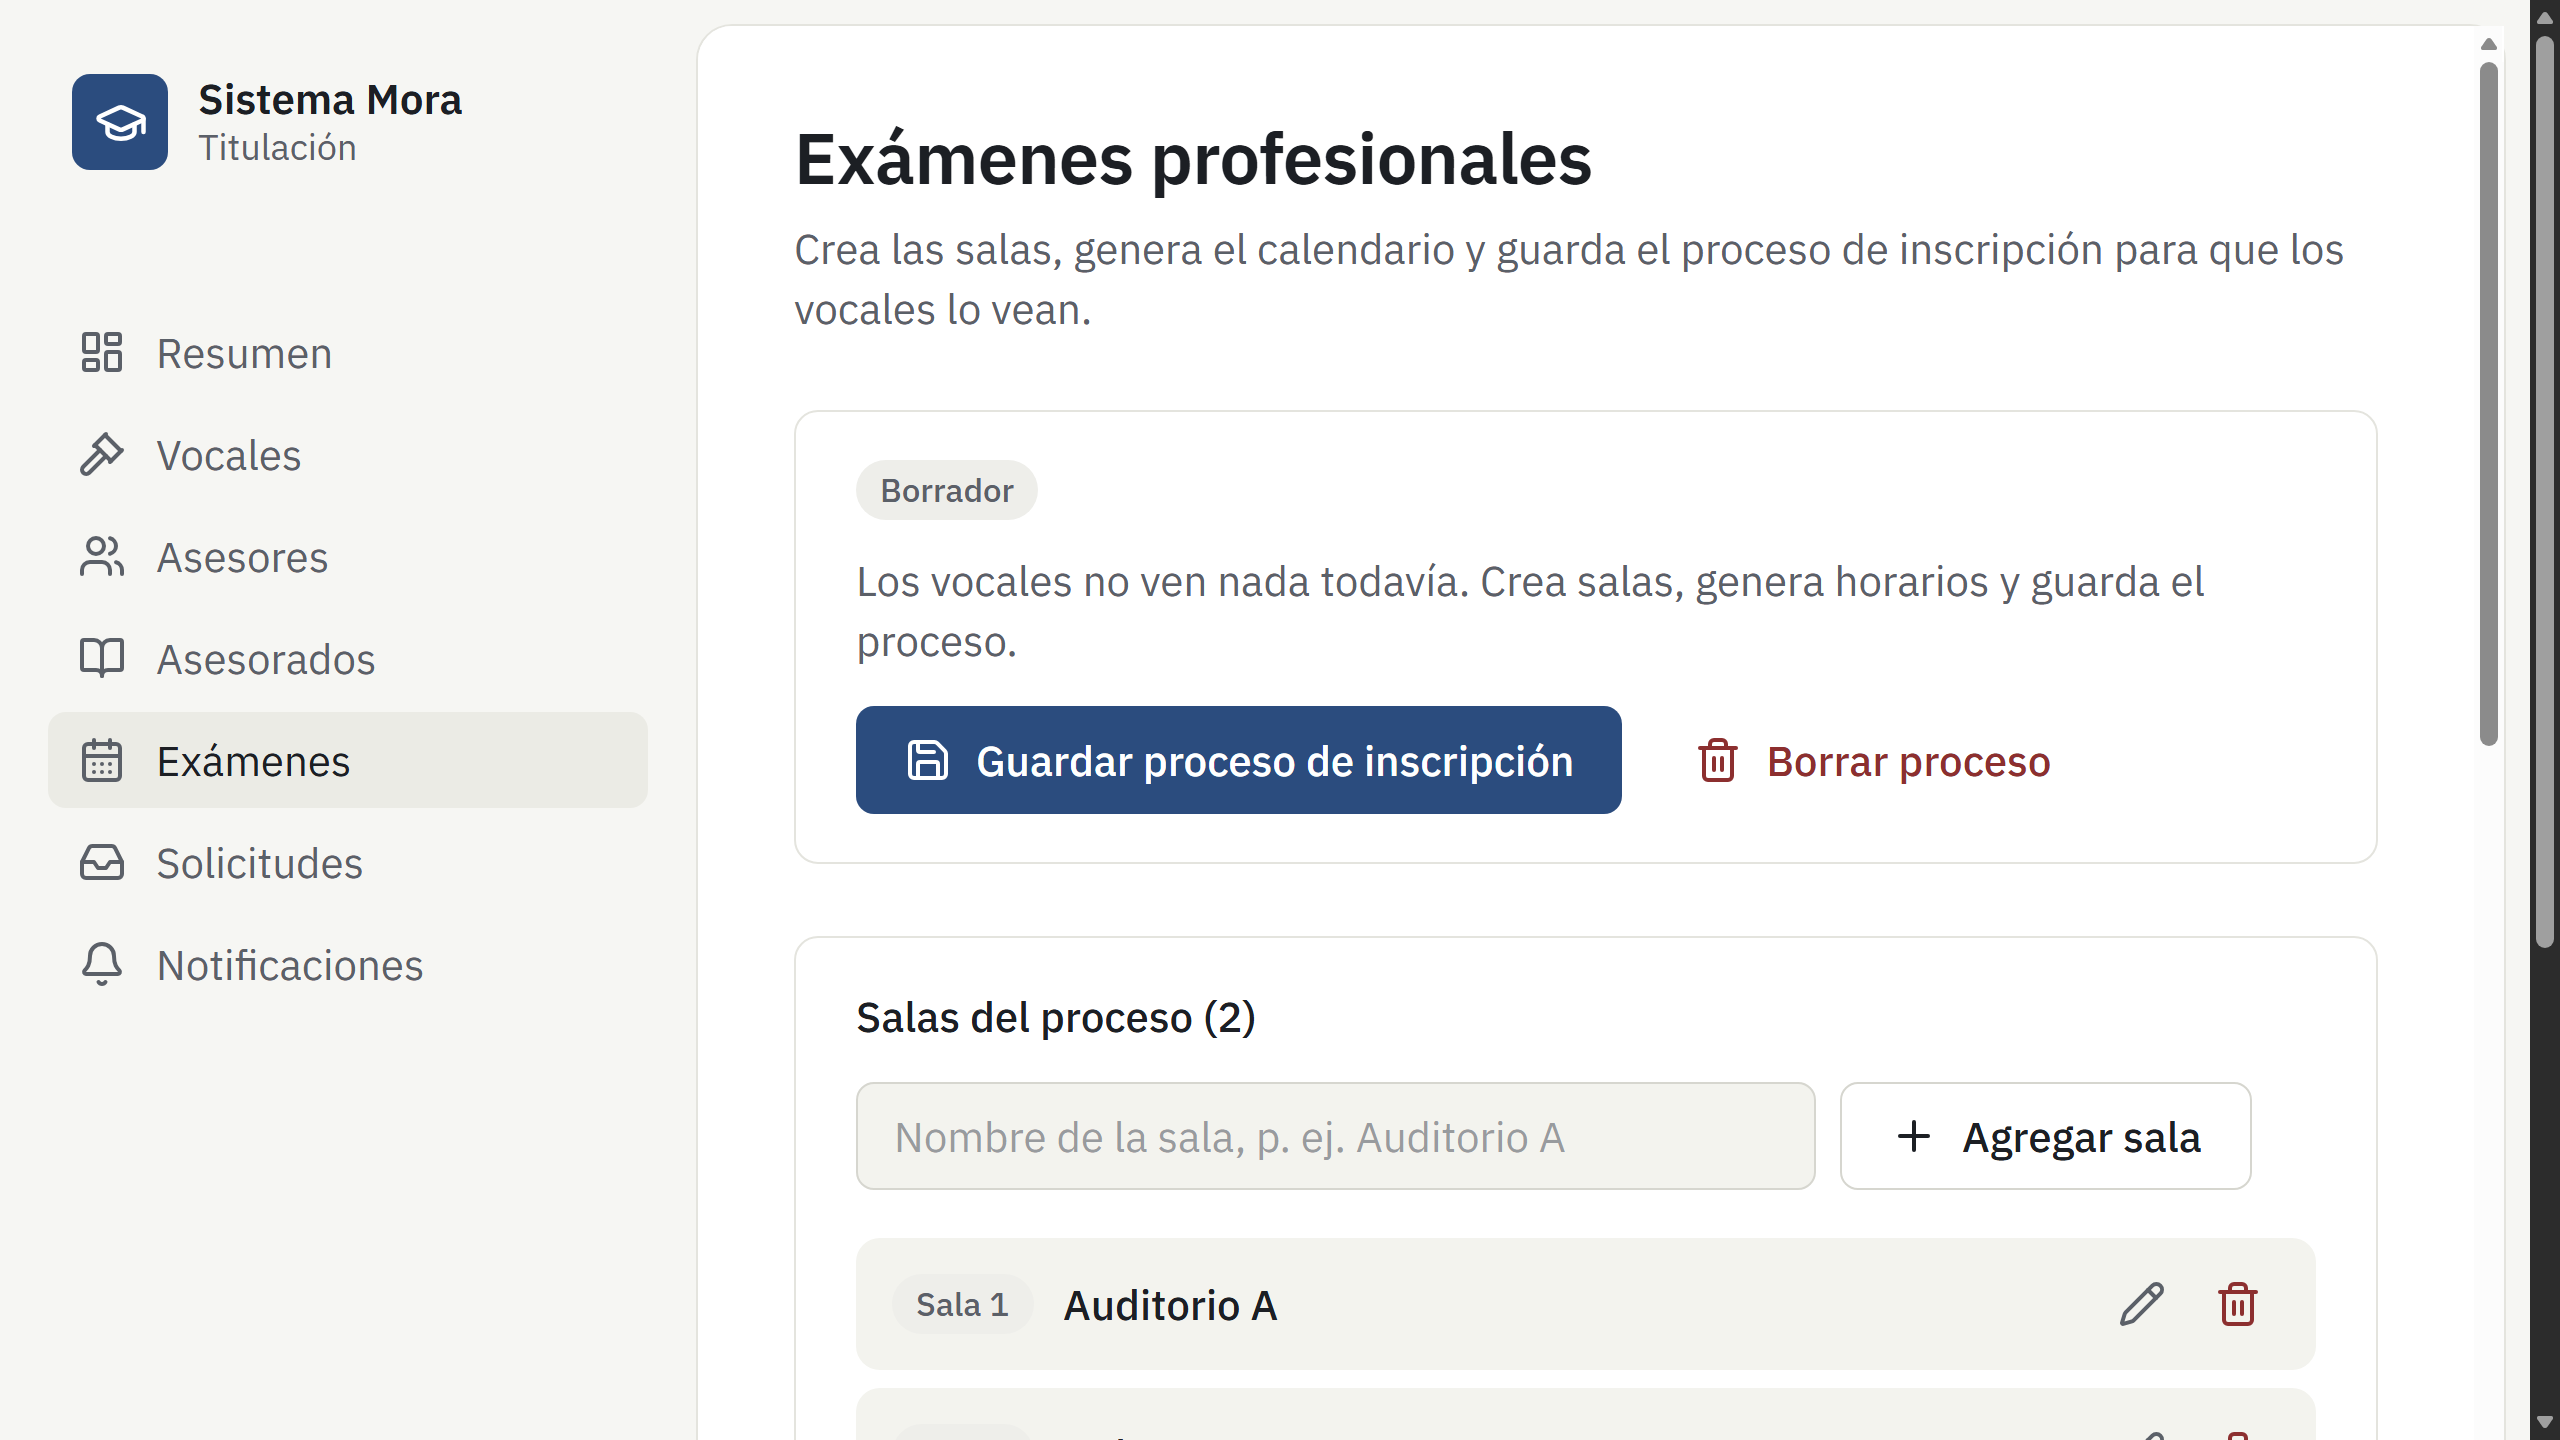 Sistema Mora
Titulación
Resumen
Vocales
Asesores
Asesorados
Exámenes
Solicitudes
Notificaciones
Exámenes profesionales
Crea las salas, genera el calendario y guarda el proceso de inscripción para que los
vocales lo vean.
Borrador
Los vocales no ven nada todavía. Crea salas, genera horarios y guarda el
proceso.
Guardar proceso de inscripción
Borrar proceso
Salas del proceso (2)
Nombre de la sala, p. ej. Auditorio A
Agregar sala
Sala 1
Auditorio A